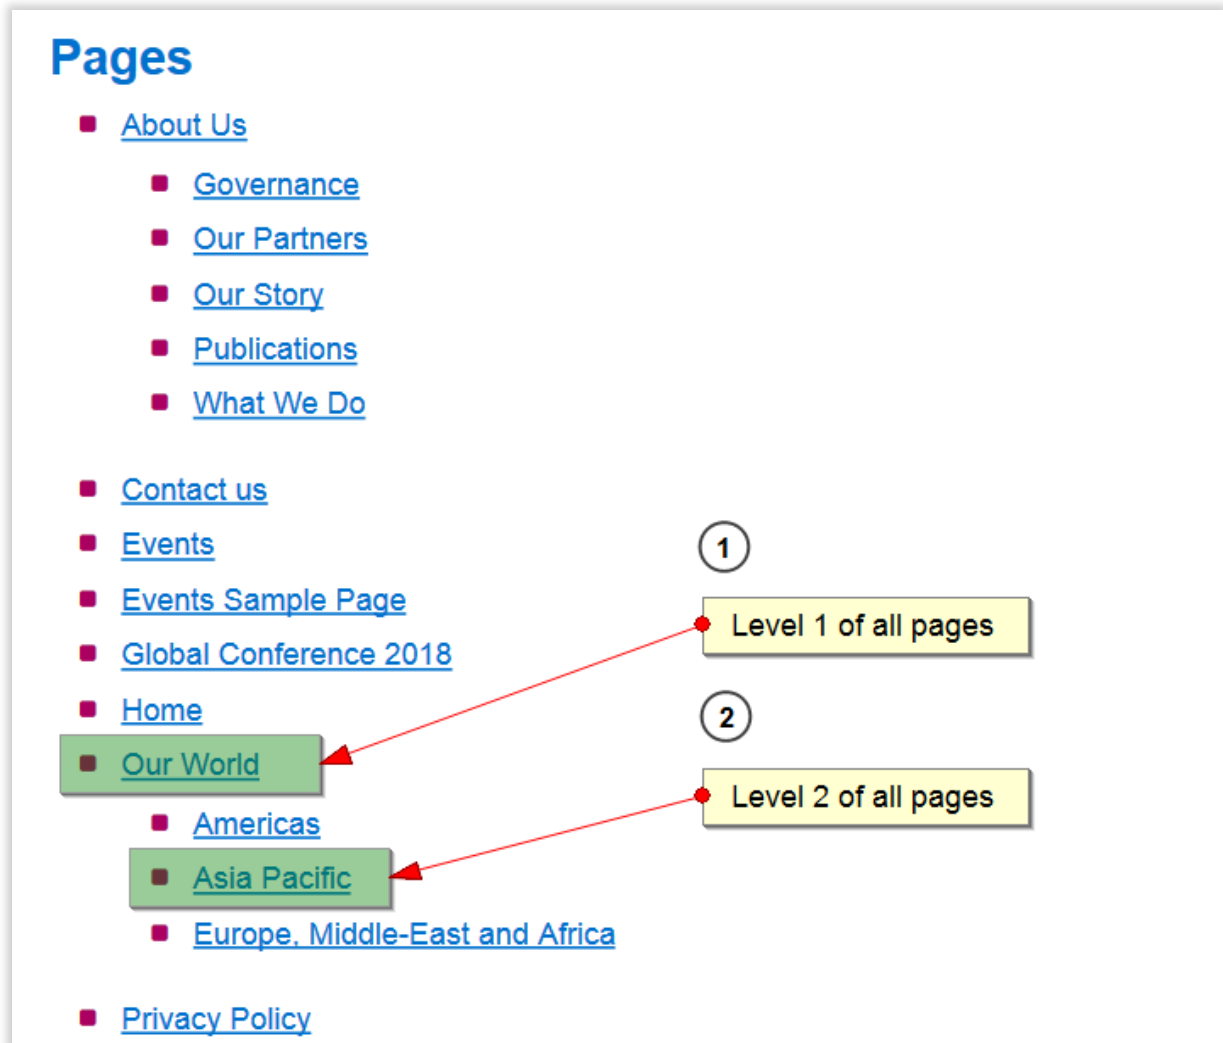 Pages
About Us
Governance
Our Partners
Our Story
Publications
What We Do
Contact us
Events
1
Events Sample Page
Level 1 of all pages
Global Conference 2018
Home
2
Our World
Level 2 of all pages
Americas
Asia Pacific
Europe, Middle-East and Africa
Privacy Policy